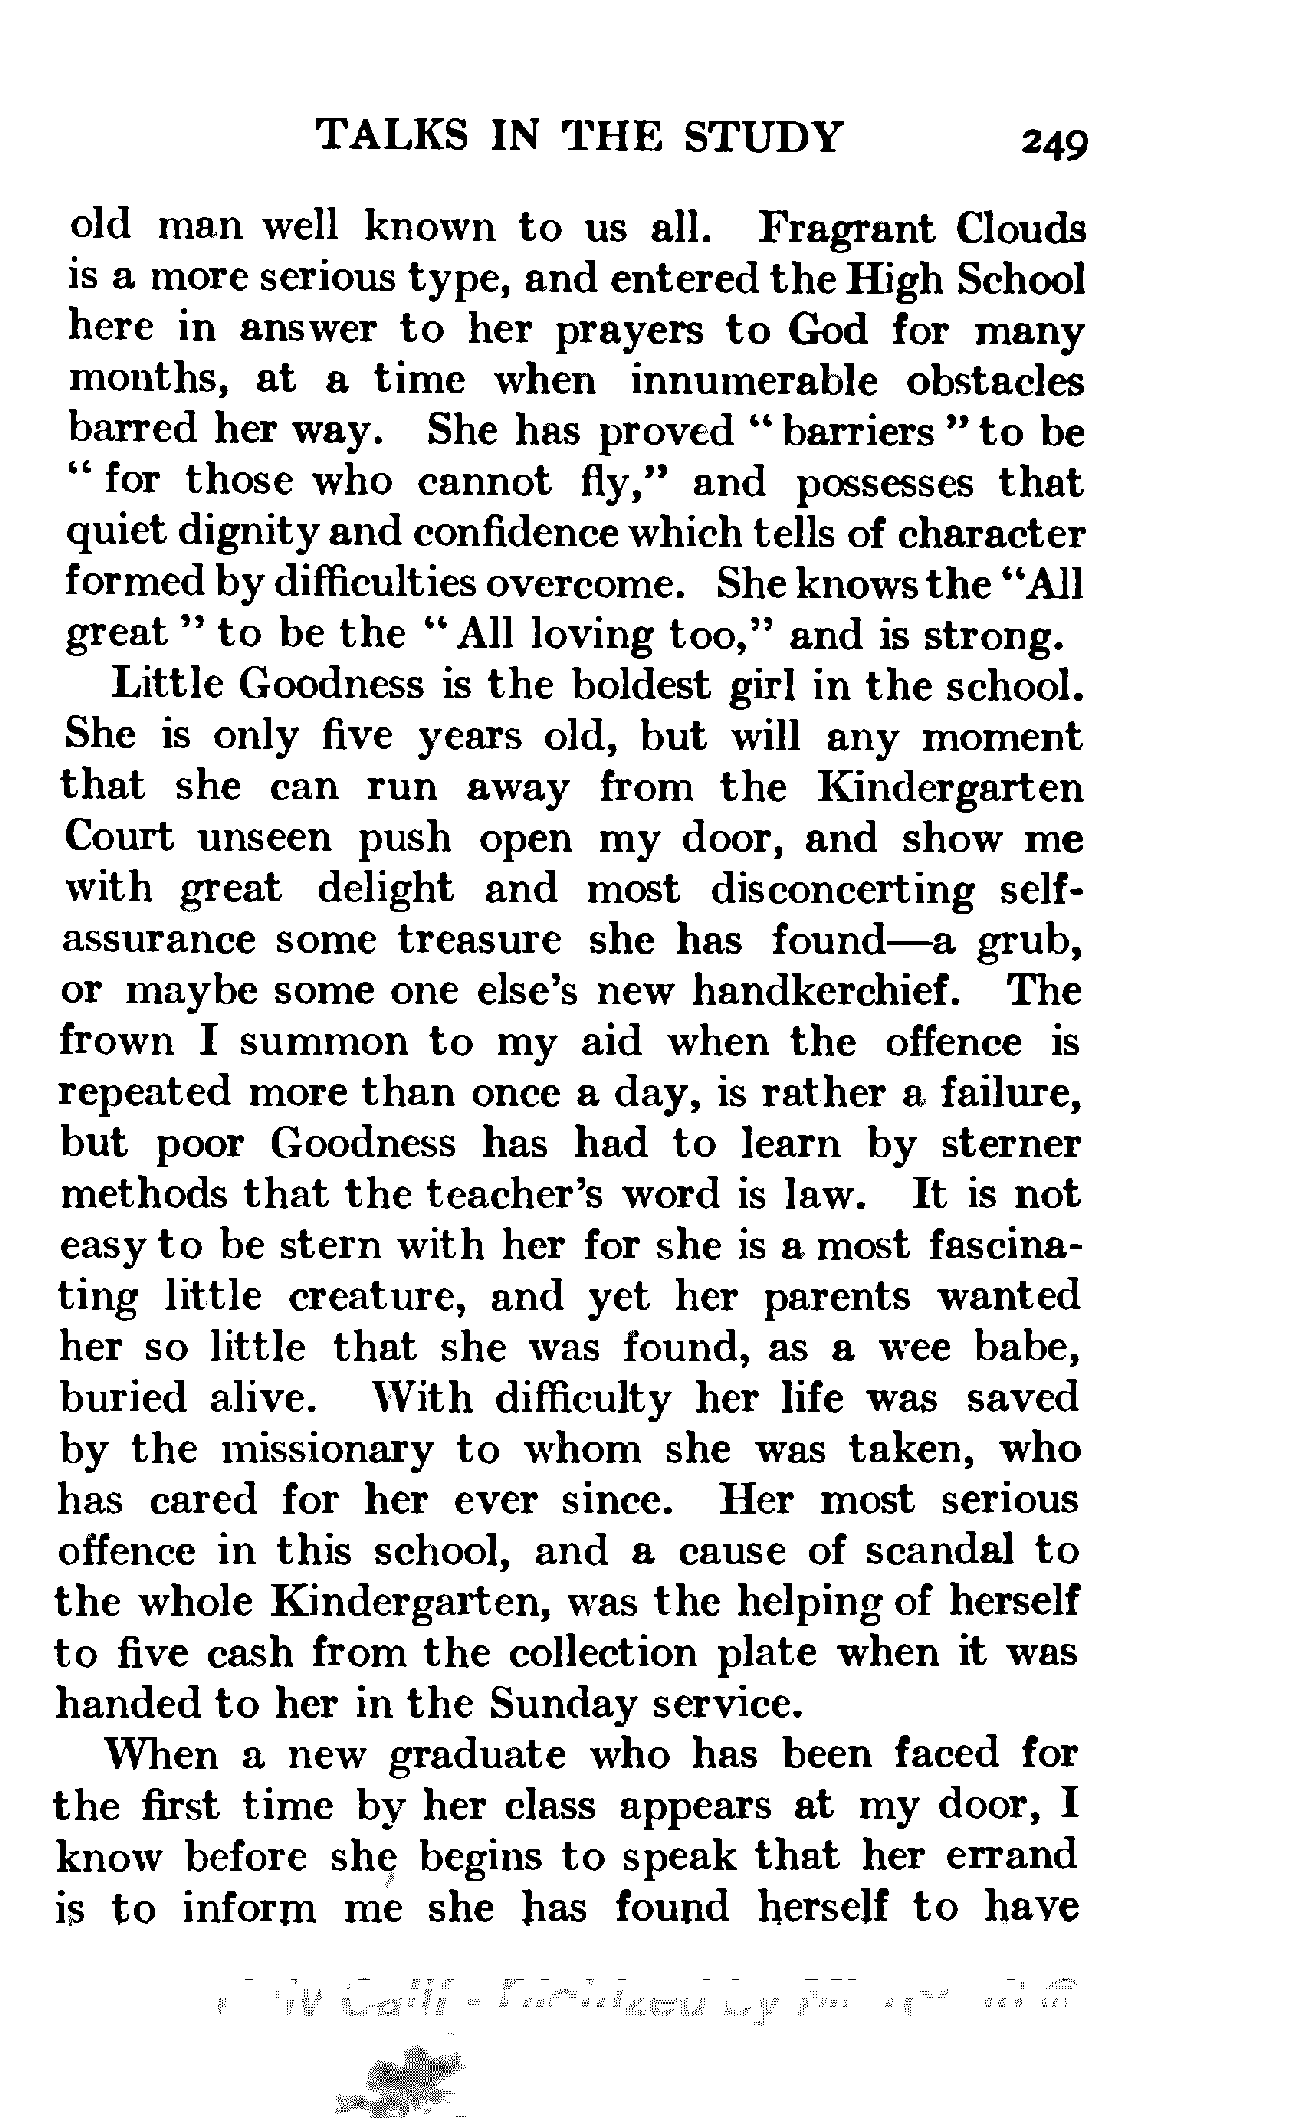 TALKS IN THE STUDY 249
old man well known to us all. Fragrant Clouds
is a more serious type, and entered the High School
here in answer to her prayers to God for many
months, at a time when innumerable obstacles
barred her way. She has proved “ barriers ” to be
“ for those who cannot fly,” and possesses that
quiet dignity and confidence which tells of character
formed by difficulties overcome. She knows the “All
great ” to be the “ All loving too,” and is strong.
Little Goodness is the boldest girl in the school.
She is only five years old, but will any moment
that she can run away from the Kindergarten
Court unseen push open my door, and show me
with great delight and most disconcerting self-
assurance some treasure she has found—a grub,
or maybe some one else's new handkerchief. The
frown I summon to my aid when the offence is
repeated more than once a day, is rather a failure,
but poor Goodness has had to learn by sterner
methods that the teacher's word is law. It is not
easy to be stern with her for she is a most fascina-
ting little creature, and yet her parents wanted
her so little that she was found, as a wee babe,
buried alive. With difficulty her life was saved
by the missionary to whom she was taken, who
has cared for her ever since. Her most serious
offence in this school, and a cause of scandal to
the whole Kindergarten, was the helping of herself
to five cash from the collection plate when it was
handed to her in the Sunday service.
When a new graduate who has been faced for
the first time by her class appears at my door, I
know before she begins to speak that her errand
is to inform me she has found herself to have